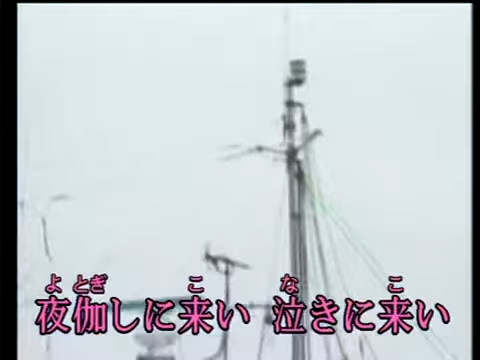 よ とぎ こ な こ
夜伽しに来い 泣きに来い